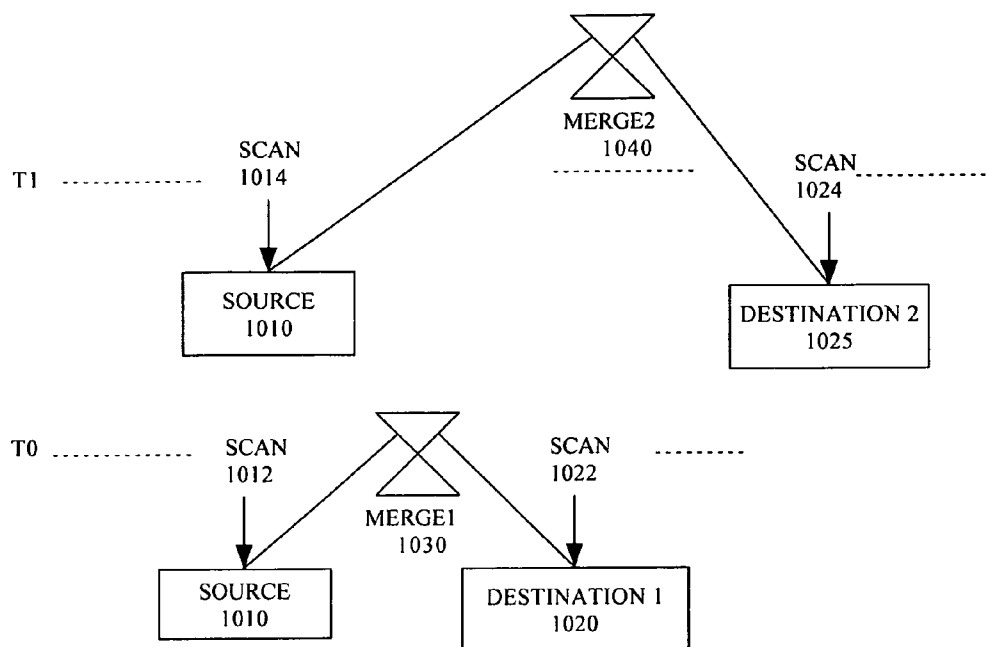 MERGE2
1040
SCAN
1014
SCAN
1024
T1
SOURCE
1010
DESTINATION 2
1025
T0
SCAN
1012
SCAN
1022
MERGE1
1030
SOURCE
1010
DESTINATION 1
1020